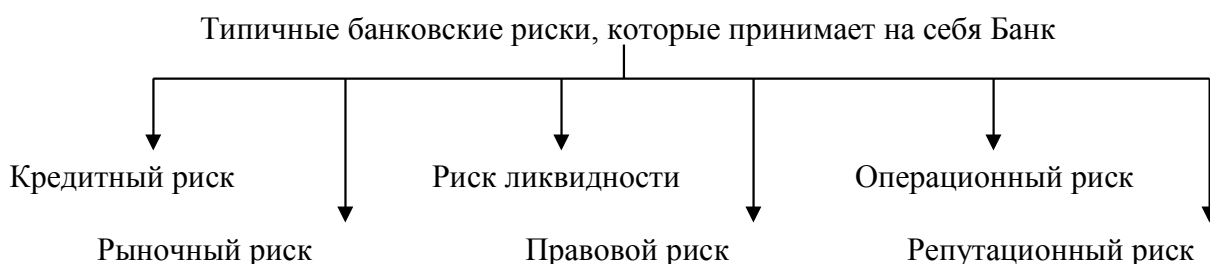 Типичные банковские риски, которые принимает на себя Банк
Кредитный риск Риск ликвидности Операционный риск
Рыночный риск Правовой риск Репутационный риск